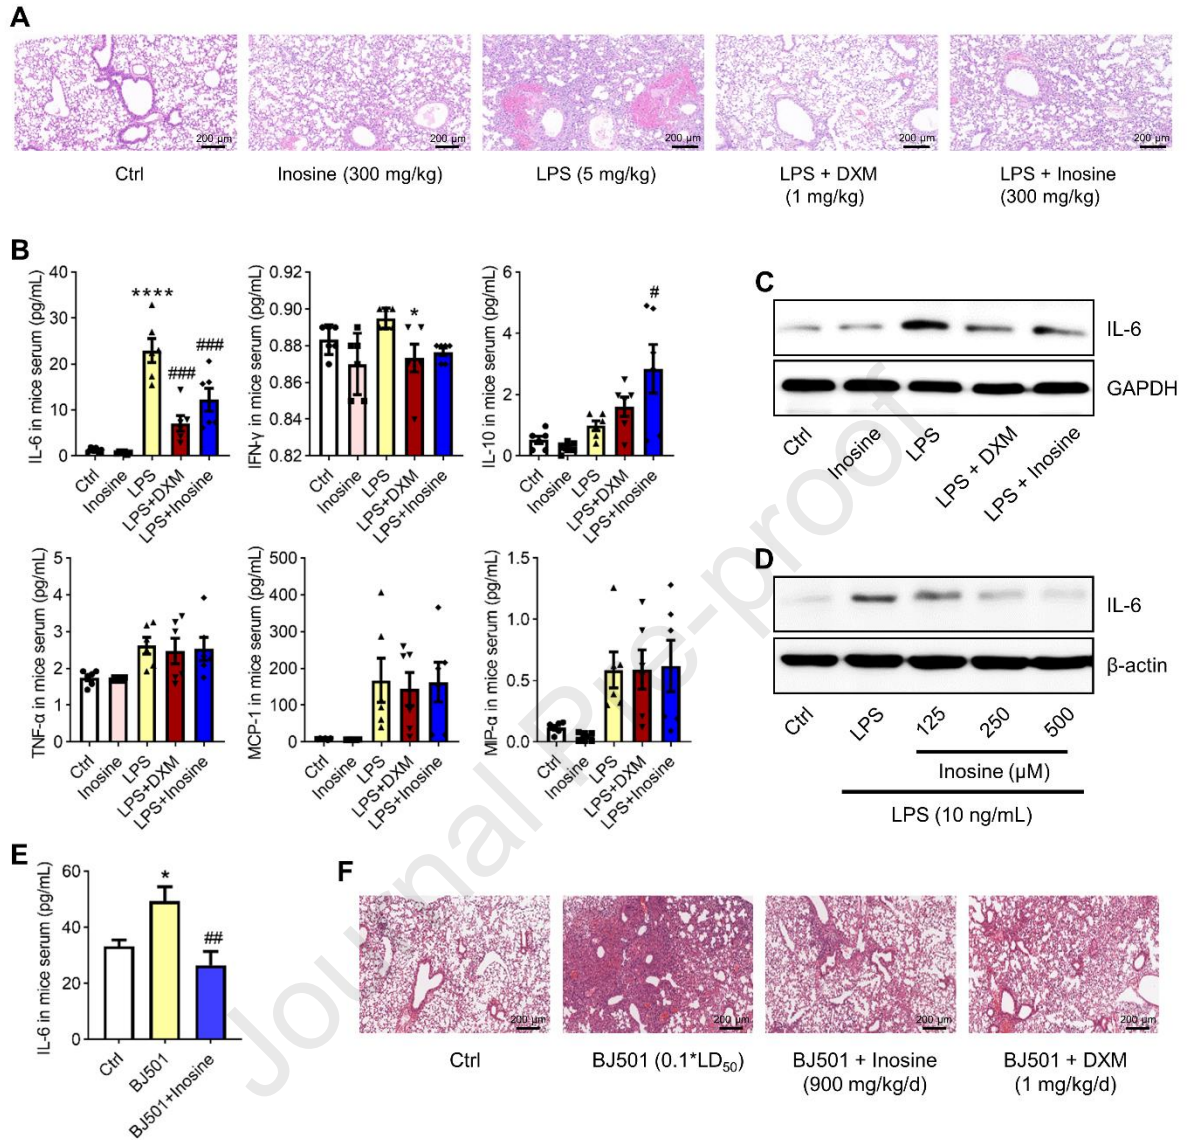 A
200 μm
200 μm
200 μm
200 μm
200 μm
Ctrl
Inosine (300 mg/kg)
LPS (5 mg/kg)
LPS + DXM
(1 mg/kg)
LPS + Inosine
(300 mg/kg)
B
IL-6 in mice serum (pg/mL)
40
30
20
10
0
****
###
###
Ctrl
Inosine
LPS
LPS+DXM
LPS+Inosine
IFN-γ in mice serum (pg/mL)
0.92
0.90
0.88
0.86
0.84
0.82
*
Ctrl
Inosine
LPS
LPS+DXM
LPS+Inosine
IL-10 in mice serum (pg/mL)
6
4
2
0
#
Ctrl
Inosine
LPS
LPS+DXM
LPS+Inosine
C
IL-6
GAPDH
Ctrl
Inosine
LPS
LPS + DXM
LPS + Inosine
TNF-α in mice serum (pg/mL)
5
4
3
2
1
0
Ctrl
Inosine
LPS
LPS+DXM
LPS+Inosine
MCP-1 in mice serum (pg/mL)
500
400
300
200
100
0
Ctrl
Inosine
LPS
LPS+DXM
LPS+Inosine
MIP-α in mice serum (pg/mL)
1.5
1.0
0.5
0.0
Ctrl
Inosine
LPS
LPS+DXM
LPS+Inosine
D
IL-6
β-actin
Ctrl
LPS
125
250
500
Inosine (μM)
LPS (10 ng/mL)
E
IL-6 in mice serum (pg/mL)
60
40
20
0
*
##
Ctrl
BJ501
BJ501+Inosine
F
200 μm
200 μm
200 μm
200 μm
Ctrl
BJ501 (0.1*LD50)
BJ501 + Inosine
(900 mg/kg/d)
BJ501 + DXM
(1 mg/kg/d)
Journal Pre-proof